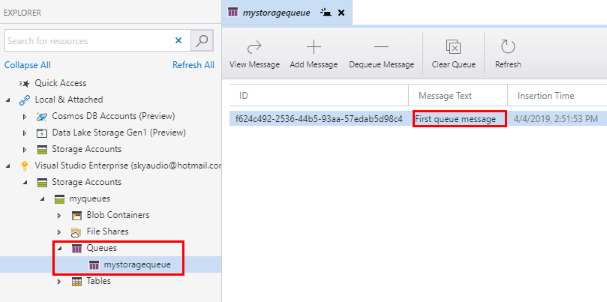 EXPLORER
Search for resources
Collapse All
Refresh All
Quick Access
Local & Attached
Cosmos DB Accounts (Preview)
Data Lake Storage Gen1 (Preview)
Storage Accounts
Visual Studio Enterprise (skyaudio@hotmail.com
Storage Accounts
myqueues
Blob Containers
File Shares
Queues
mystoragequeue
Tables
mystoragequeue
View Message
Add Message
Dequeue Message
Clear Queue
Refresh
ID
Message Text
Insertion Time
f624c492-2536-44b5-93aa-57edab5d98c4
First queue message
4/4/2019, 2:51:53 PM